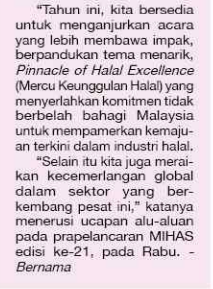 "Tahun ini, kita bersedia
untuk menganjurkan acara
yang lebih membawa impak,
berpandukan tema menarik,
Pinnacle of Halal Excellence
(Mercu Keunggulan Halal) yang
menyerlahkan komitmen tidak
berbelah bahagi Malaysia
untuk mempamerkan kemaju-
an terkini dalam industri halal.
"Selain itu kita juga merai-
kan kecemerlangan global
dalam sektor yang ber-
kembang pesat ini," katanya
menerusi ucapan alu-aluan
pada prapelancaran MIHAS
edisi ke-21, pada Rabu. -
Bernama